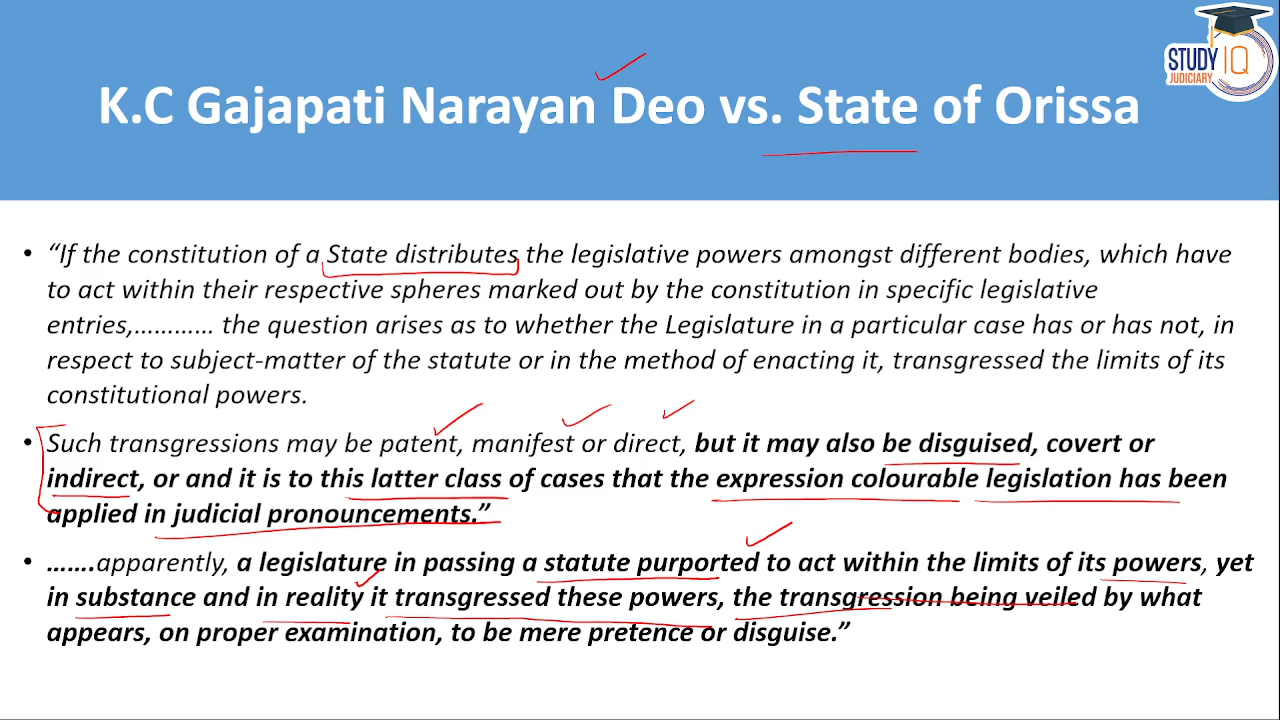 STUDY IQ
JUDICIARY
K.C Gajapati Narayan Deo vs. State of Orissa
• “If the constitution of a State distributes the legislative powers amongst different bodies, which have
to act within their respective spheres marked out by the constitution in specific legislative
entries,………… the question arises as to whether the Legislature in a particular case has or has not, in
respect to subject-matter of the statute or in the method of enacting it, transgressed the limits of its
constitutional powers.
• Such transgressions may be patent, manifest or direct, but it may also be disguised, covert or
indirect, or and it is to this latter class of cases that the expression colourable legislation has been
applied in judicial pronouncements.”
• …….apparently, a legislature in passing a statute purported to act within the limits of its powers, yet
in substance and in reality it transgressed these powers, the transgression being veiled by what
appears, on proper examination, to be mere pretence or disguise.”